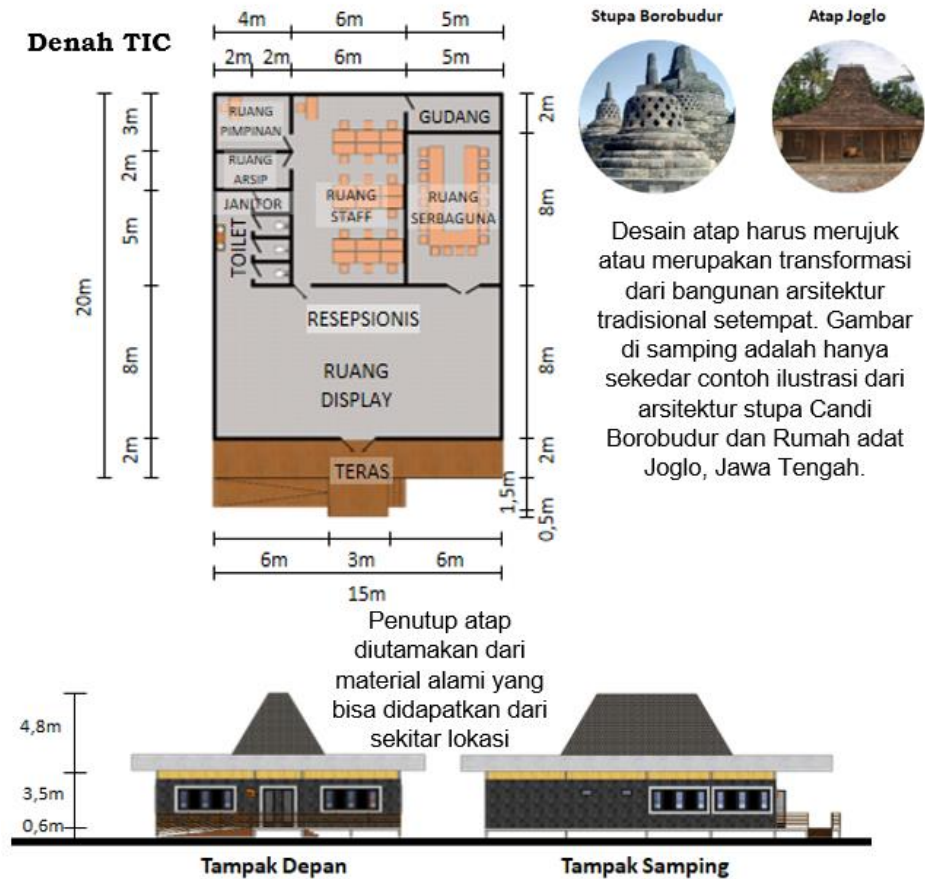 Denah TIC
4m
6m
5m
2m
2m
6m
5m
Stupa Borobudur
Atap Joglo
20m
3m
2m
5m
8m
2m
RUANG
PIMPINAN
RUANG
ARSIP
JANITOR
TOILET
RUANG
STAFF
GUDANG
RUANG
SERBAGUNA
RESEPSIONIS
RUANG
DISPLAY
TERAS
2m
8m
8m
2m
1,5m
0,5m
6m
3m
6m
15m
Desain atap harus merujuk
atau merupakan transformasi
dari bangunan arsitektur
tradisional setempat. Gambar
di samping adalah hanya
sekedar contoh ilustrasi dari
arsitektur stupa Candi
Borobudur dan Rumah adat
Joglo, Jawa Tengah.
Penutup atap
diutamakan dari
material alami yang
bisa didapatkan dari
sekitar lokasi
4,8m
3,5m
0,6m
Tampak Depan
Tampak Samping